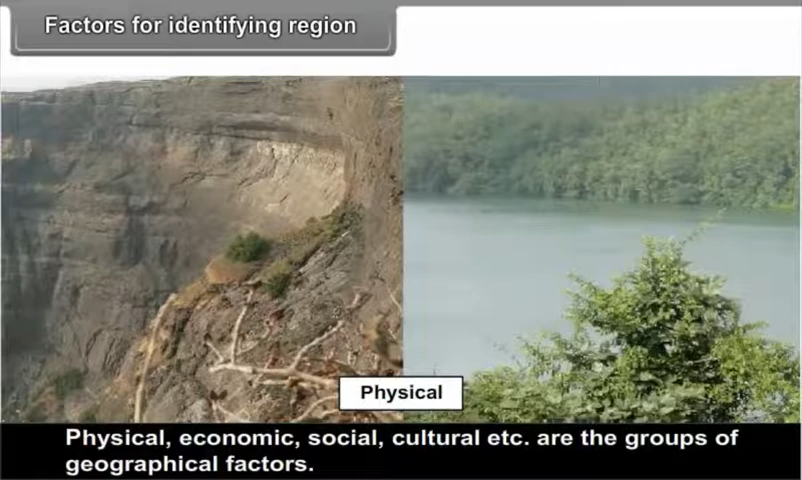 Factors for identifying region
Physical
Physical, economic, social, cultural etc. are the groups of
geographical factors.